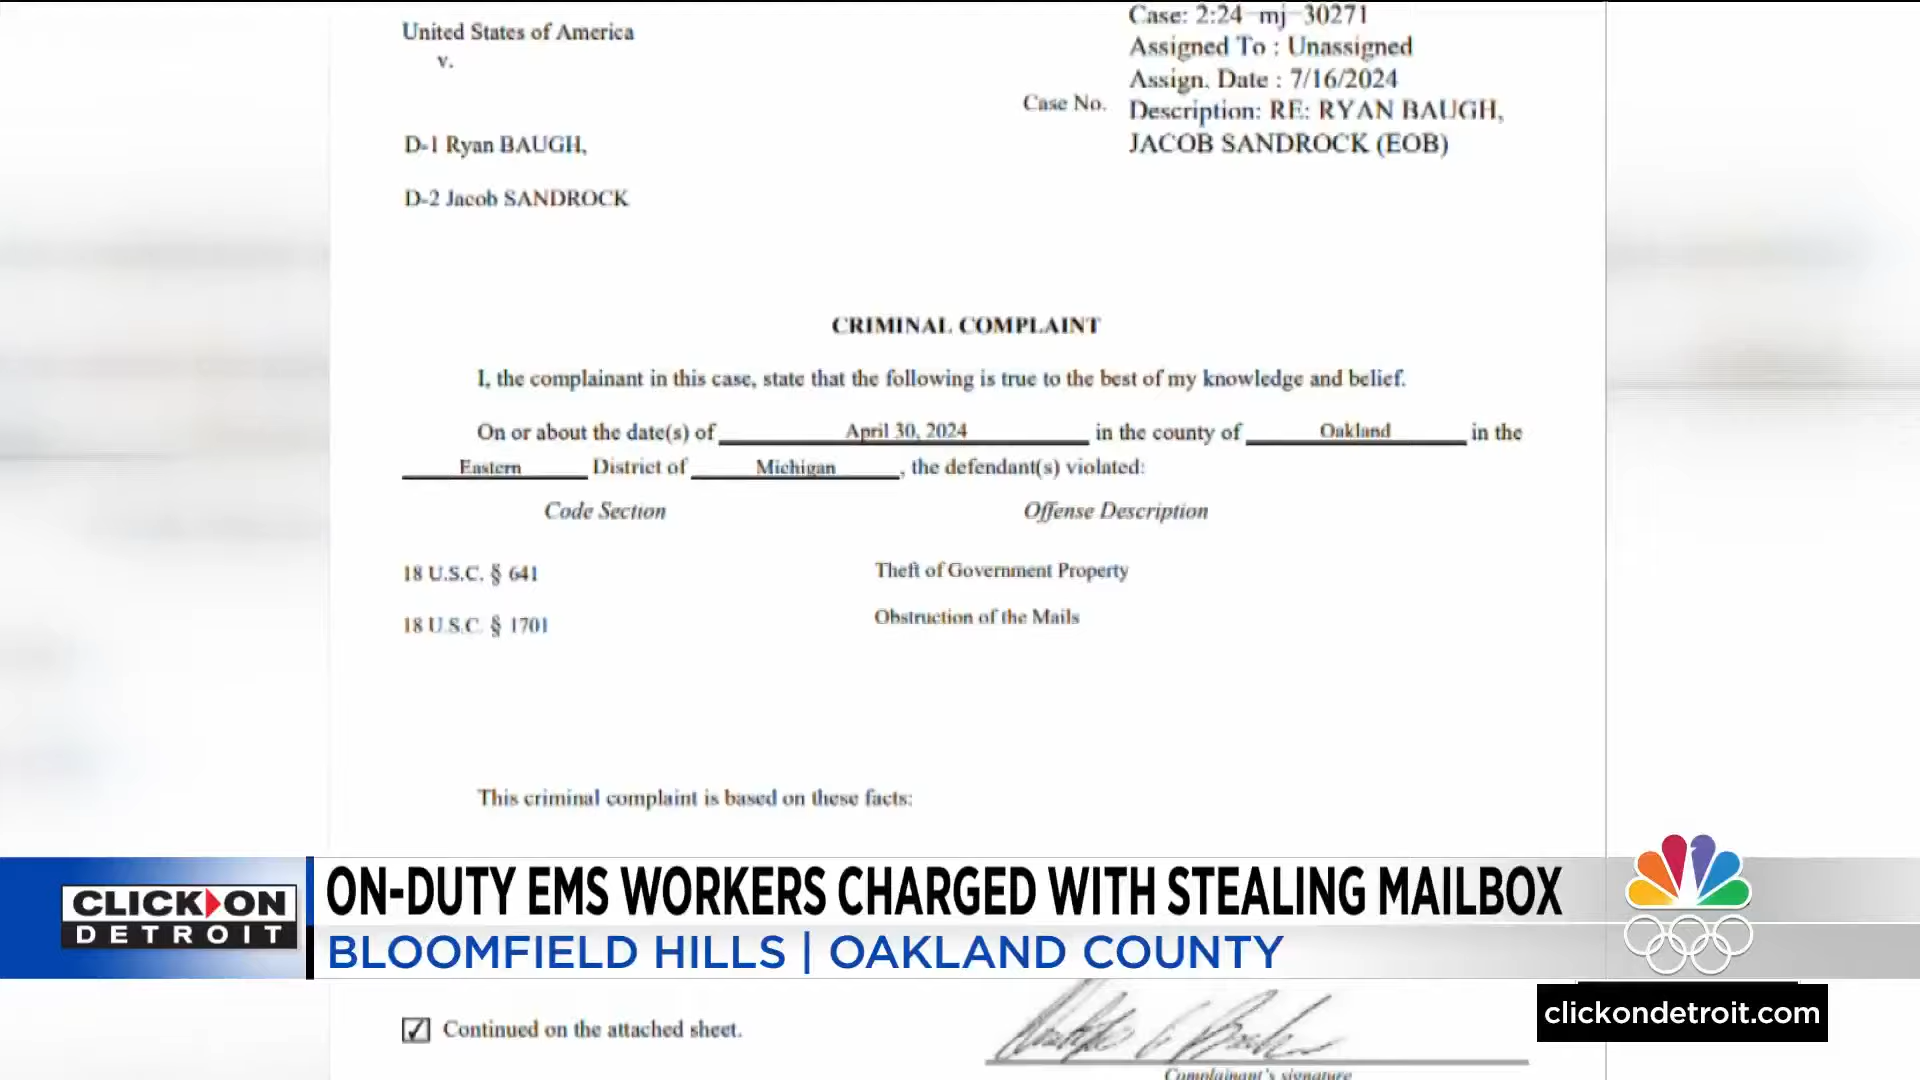 United States of America
v.
Case: 2:24-mj-30271
Assigned To : Unassigned
Assign. Date : 7/16/2024
Case No.
Description: RE: RYAN BAUGH,
JACOB SANDROCK (EOB)
D-1 Ryan BAUGH,
D-2 Jacob SANDROCK
CRIMINAL COMPLAINT
I, the complainant in this case, state that the following is true to the best of my knowledge and belief.
On or about the date(s) of April 30, 2024 in the county of Oakland in the
Eastern District of Michigan, the defendant(s) violated:
Code Section Offense Description
18 U.S.C. § 641 Theft of Government Property
18 U.S.C. § 1701 Obstruction of the Mails
This criminal complaint is based on these facts:
CLICK ON
DETROIT
ON-DUTY EMS WORKERS CHARGED WITH STEALING MAILBOX
BLOOMFIELD HILLS | OAKLAND COUNTY
clickondetroit.com
Continued on the attached sheet.
Complainant's signature